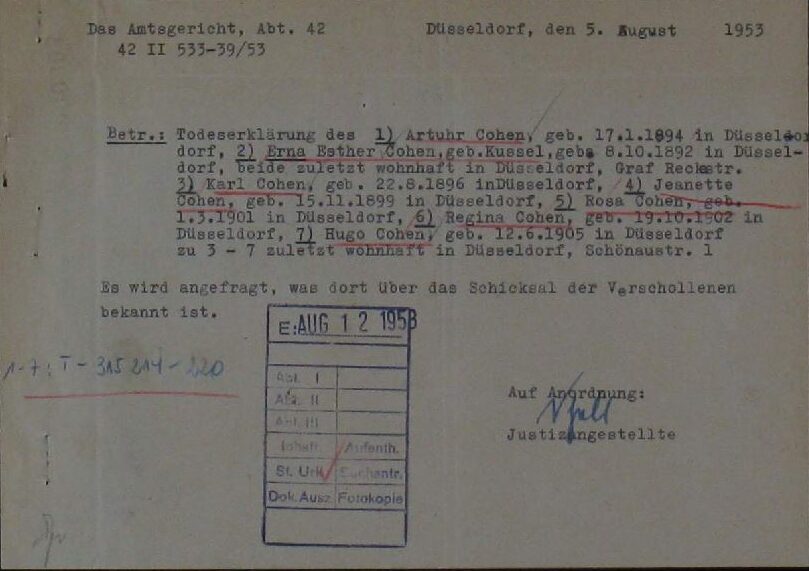 Das Amtsgericht, Abt. 42 Düsseldorf, den 5. August 1953
42 II 533-39/53
Betr.: Todeserklärung des 1) Artuhr Cohen, geb. 17.1.1894 in Düsseldor
dorf, 2) Erna Esther Cohen,geb.Kussel,geb. 8.10.1892 in Düssel-
dorf, beide zuletzt wohnhaft in Düsseldorf, Graf Reckestr.
3) Karl Cohen, geb. 22.8.1896 inDüsseldorf, 4) Jeanette
Cohen, geb. 15.11.1899 in Düsseldorf, 5) Rosa Cohen, geb.
1.3.1901 in Düsseldorf, 6) Regina Cohen, geb. 19.10.1902 in
Düsseldorf, 7) Hugo Cohen, geb. 12.6.1905 in Düsseldorf
zu 3 - 7 zuletzt wohnhaft in Düsseldorf, Schönaustr. 1
Es wird angefragt, was dort über das Schicksal der Verschollenen
bekannt ist.
E: AUG 12 1953
1-7: T - 315 214 - 220
Abt. I
Abt. II
Abt. III
Inhaft. Aufenth.
St. Urk. Suchantr.
Dok. Ausz. Fotokopie
Auf Anordnung:
Justizangestellte